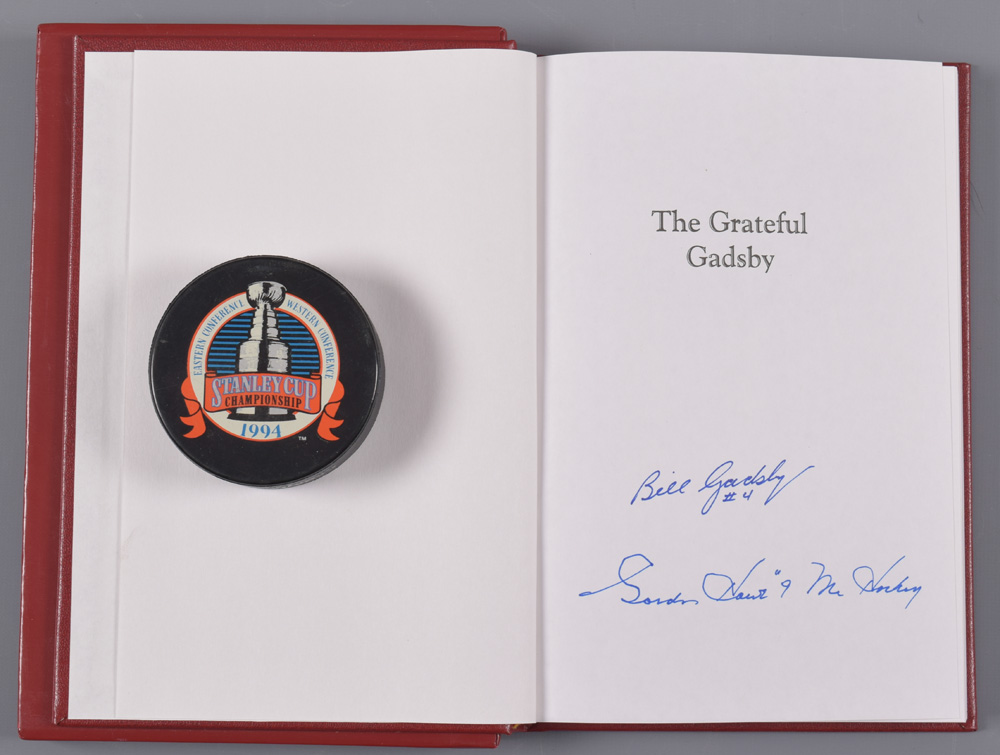 EASTERN CONFERENCE
WESTERN CONFERENCE
STANLEY CUP
CHAMPIONSHIP
1994
TM
The Grateful
Gadsby
Bill Gadsby
#4
Gordie Howe "9 Mr Hockey